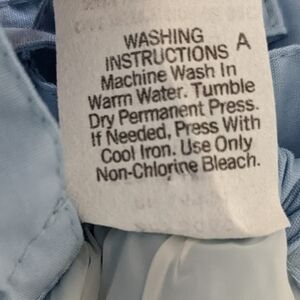 WASHING
INSTRUCTIONS A
Machine Wash In
Warm Water. Tumble
Dry Permanent Press.
If Needed, Press With
Cool Iron. Use Only
Non-Chlorine Bleach.